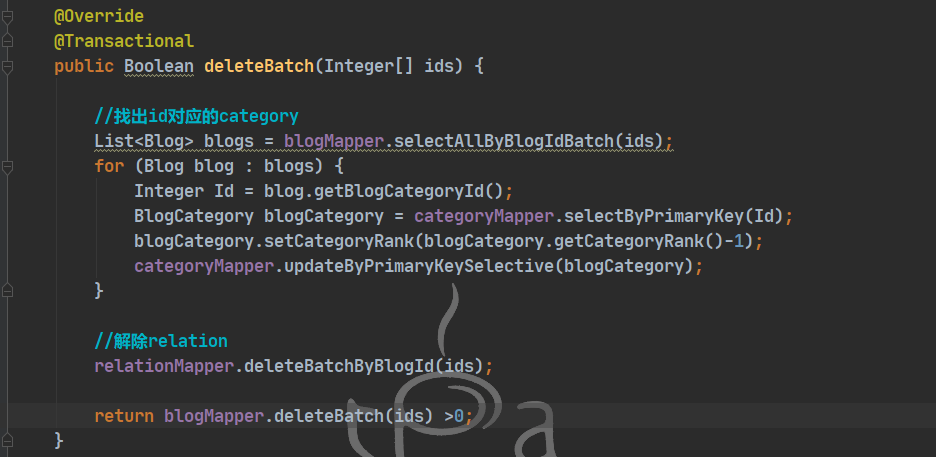 @Override
@Transactional
public Boolean deleteBatch(Integer[] ids) {
//找出id对应的category
List<Blog> blogs = blogMapper.selectAllByBlogIdBatch(ids);
for (Blog blog : blogs) {
Integer Id = blog.getBlogCategoryId();
BlogCategory blogCategory = categoryMapper.selectByPrimaryKey(Id);
blogCategory.setCategoryRank(blogCategory.getCategoryRank()-1);
categoryMapper.updateByPrimaryKeySelective(blogCategory);
}
//解除relation
relationMapper.deleteBatchByBlogId(ids);
return blogMapper.deleteBatch(ids) >0;
}